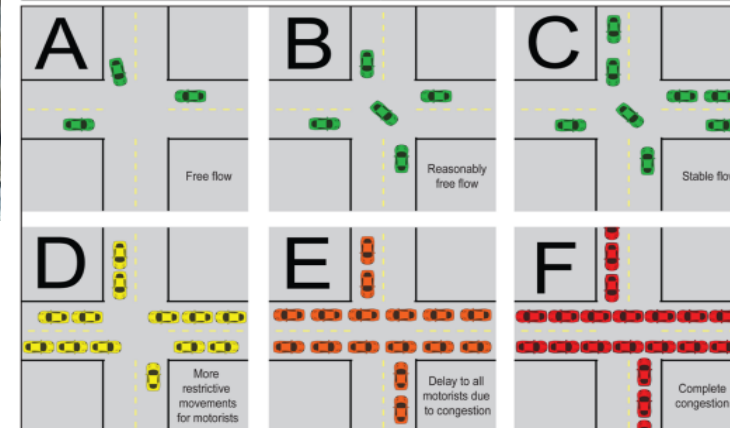 A
B
C
Free flow
Reasonably
free flow
Stable flo
D
E
F
More
restrictive
movements
for motorists
Delay to all
motorists due
to congestion
Complete
congestion